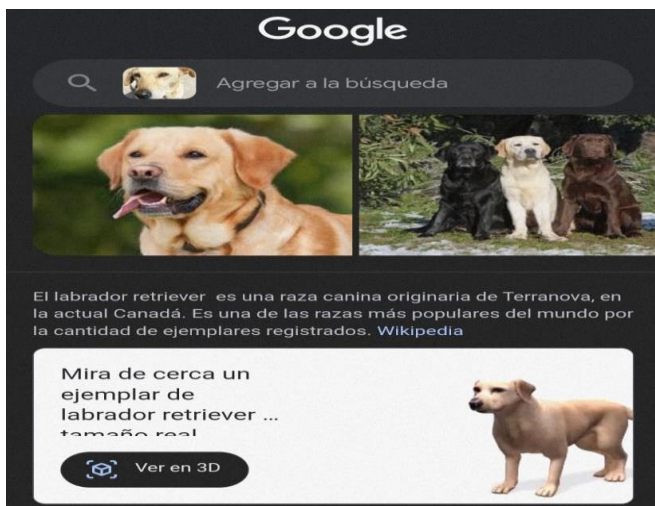 Google
Agregar a la búsqueda
El labrador retriever es una raza canina originaria de Terranova, en
la actual Canadá. Es una de las razas más populares del mundo por
la cantidad de ejemplares registrados. Wikipedia
Mira de cerca un
ejemplar de
labrador retriever ...
tamaño real
Ver en 3D